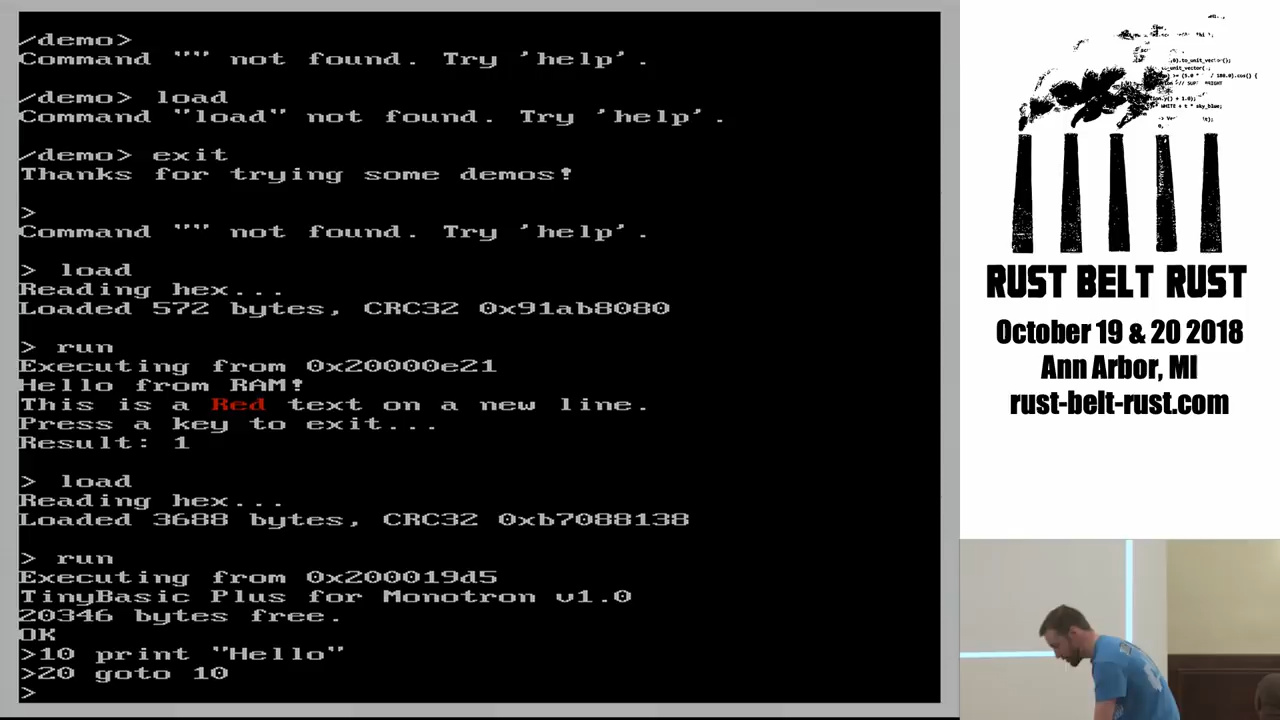 /demo>
Command "" not found. Try 'help'.
/demo> load
Command "load" not found. Try 'help'.
/demo> exit
Thanks for trying some demos!
>
Command "" not found. Try 'help'.
> load
Reading hex...
Loaded 572 bytes, CRC32 0x91ab8080
> run
Executing from 0x20000e21
Hello from RAM!
This is a Red text on a new line.
Press a key to exit...
Result: 1
> load
Reading hex...
Loaded 3688 bytes, CRC32 0xb7088138
> run
Executing from 0x200019d5
TinyBasic Plus for Monotron v1.0
20346 bytes free.
OK
>10 print "Hello"
>20 goto 10
>
RUST BELT RUST
October 19 & 20 2018
Ann Arbor, MI
rust-belt-rust.com